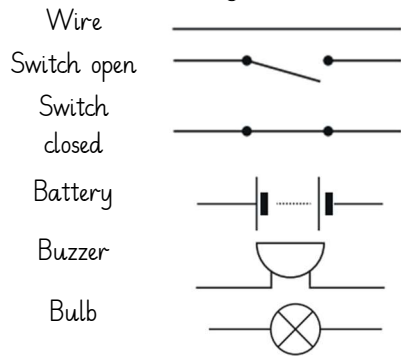 Wire
Switch open
Switch
closed
Battery
Buzzer
Bulb